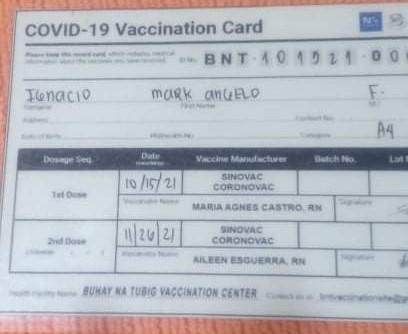 COVID-19 Vaccination Card
Please keep this record card, which includes medical
information about the vaccines you have received.
ID No. BNT-101921-00
Ignacio MARK ANGELO F.
Surname First Name M.I.
Address Contact No.
Date of Birth Philhealth No. Category A4
Dosage Seq. Date Vaccine Manufacturer Batch No. Lot
1st Dose 10/15/21 SINOVAC
CORONOVAC
Vaccinator Name MARIA AGNES CASTRO, RN Signature
2nd Dose 11/26/21 SINOVAC
CORONOVAC
Vaccinator Name AILEEN ESGUERRA, RN Signature
Health Facility Name BUHAY NA TUBIG VACCINATION CENTER Contact us at